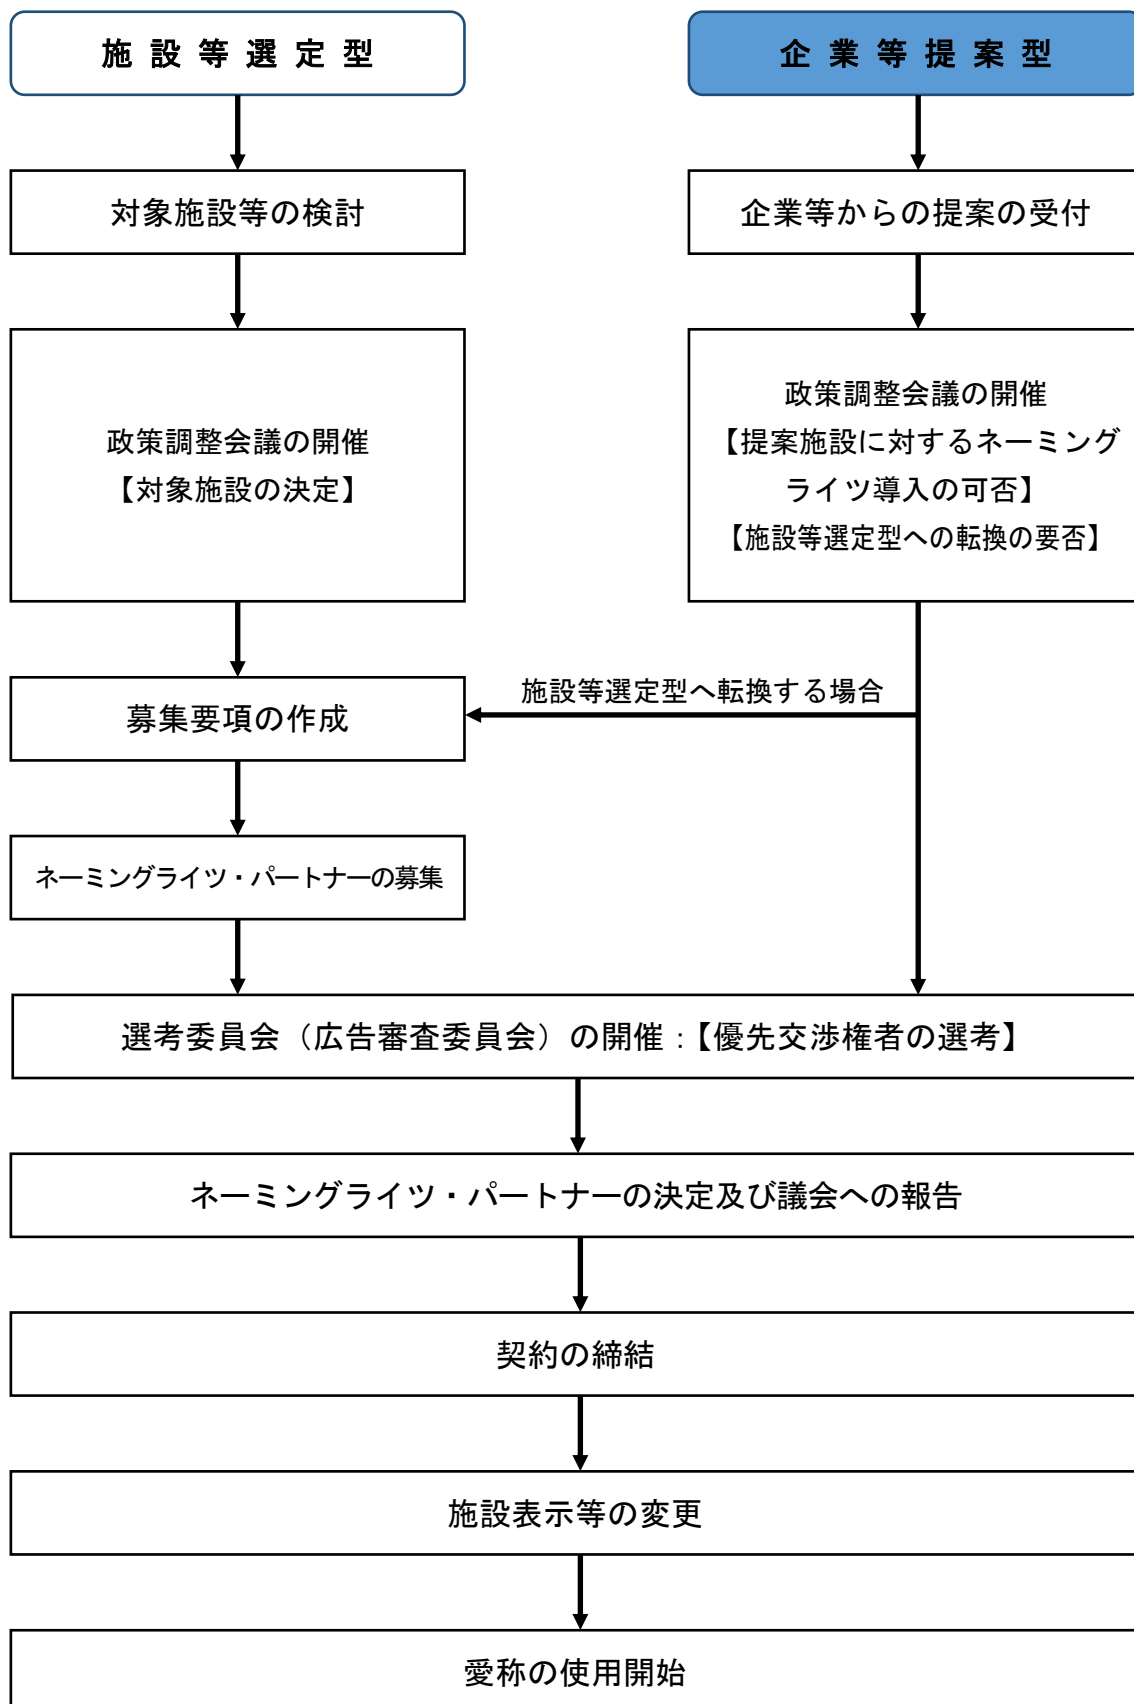 施設等選定型
企業等提案型
対象施設等の検討
企業等からの提案の受付
政策調整会議の開催
【対象施設の決定】
政策調整会議の開催
【提案施設に対するネーミング
ライツ導入の可否】
【施設等選定型への転換の要否】
施設等選定型へ転換する場合
募集要項の作成
ネーミングライツ・パートナーの募集
選考委員会（広告審査委員会）の開催：【優先交渉権者の選考】
ネーミングライツ・パートナーの決定及び議会への報告
契約の締結
施設表示等の変更
愛称の使用開始